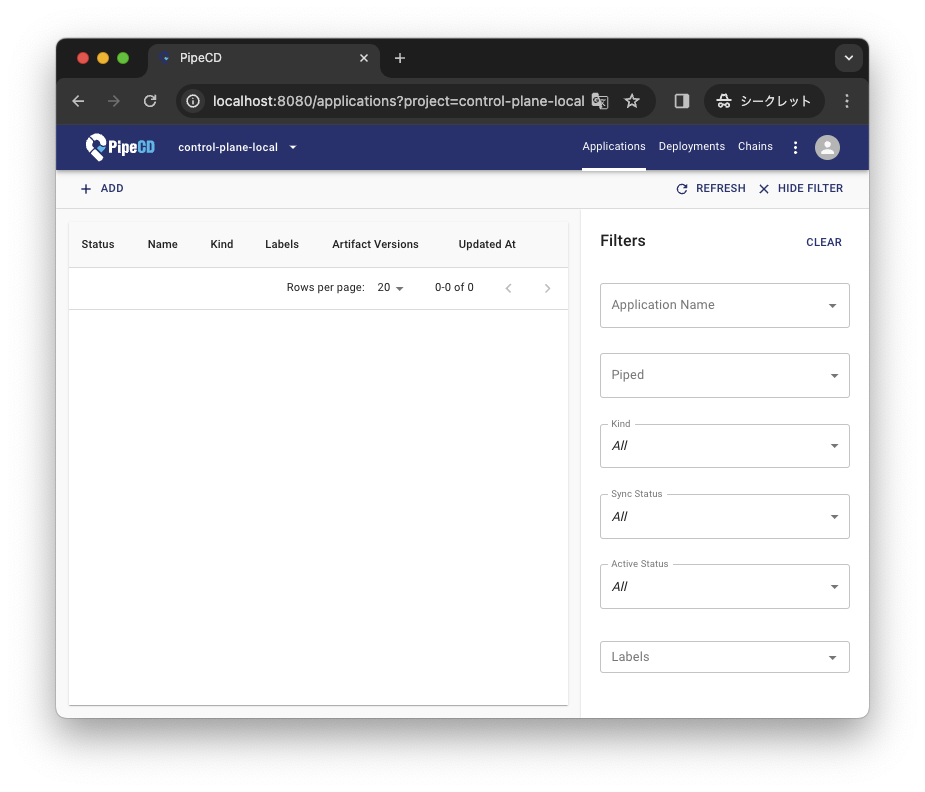 PipeCD
localhost:8080/applications?project=control-plane-local
シークレット
PipeCD
control-plane-local
Applications
Deployments
Chains
ADD
REFRESH
HIDE FILTER
Status
Name
Kind
Labels
Artifact Versions
Updated At
Rows per page:
20
0-0 of 0
Filters
CLEAR
Application Name
Piped
Kind
All
Sync Status
All
Active Status
All
Labels